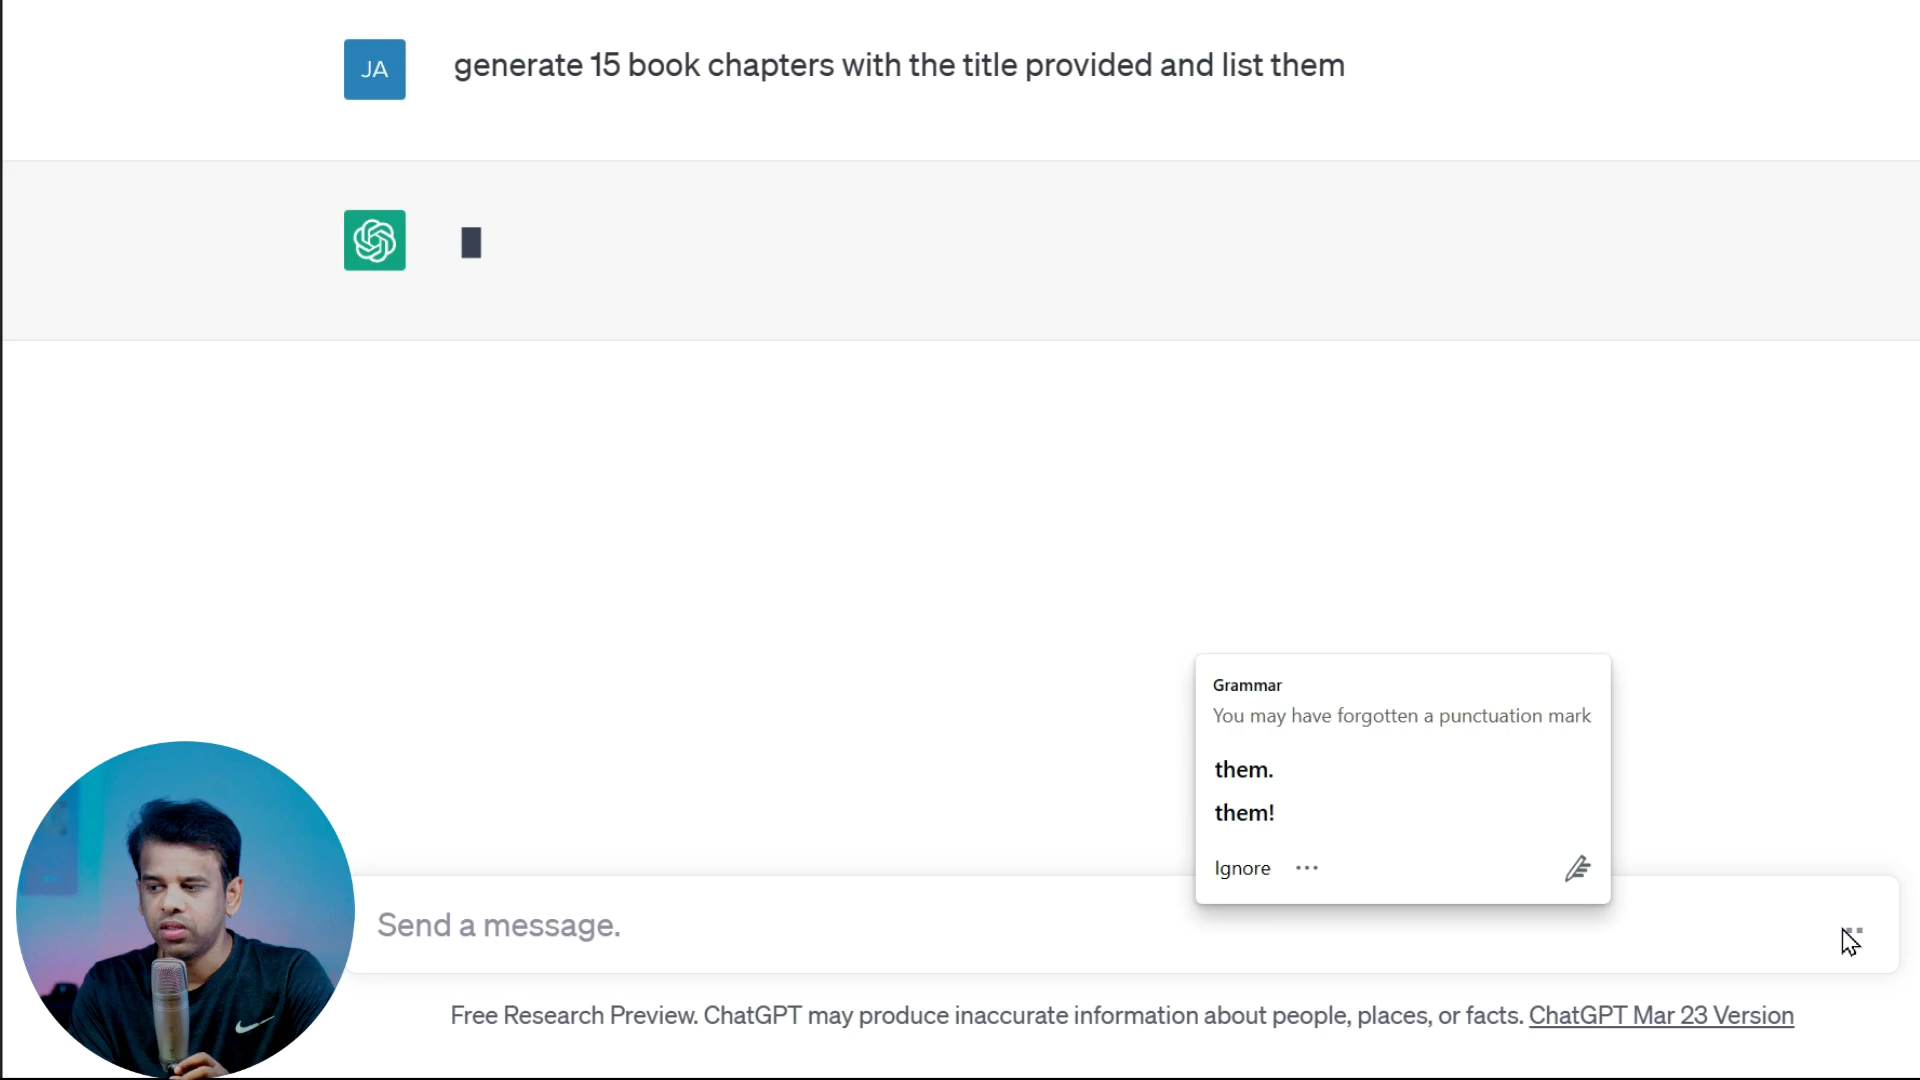 JA
generate 15 book chapters with the title provided and list them
Grammar
You may have forgotten a punctuation mark
them.
them!
Ignore
Send a message.
Free Research Preview. ChatGPT may produce inaccurate information about people, places, or facts. ChatGPT Mar 23 Version